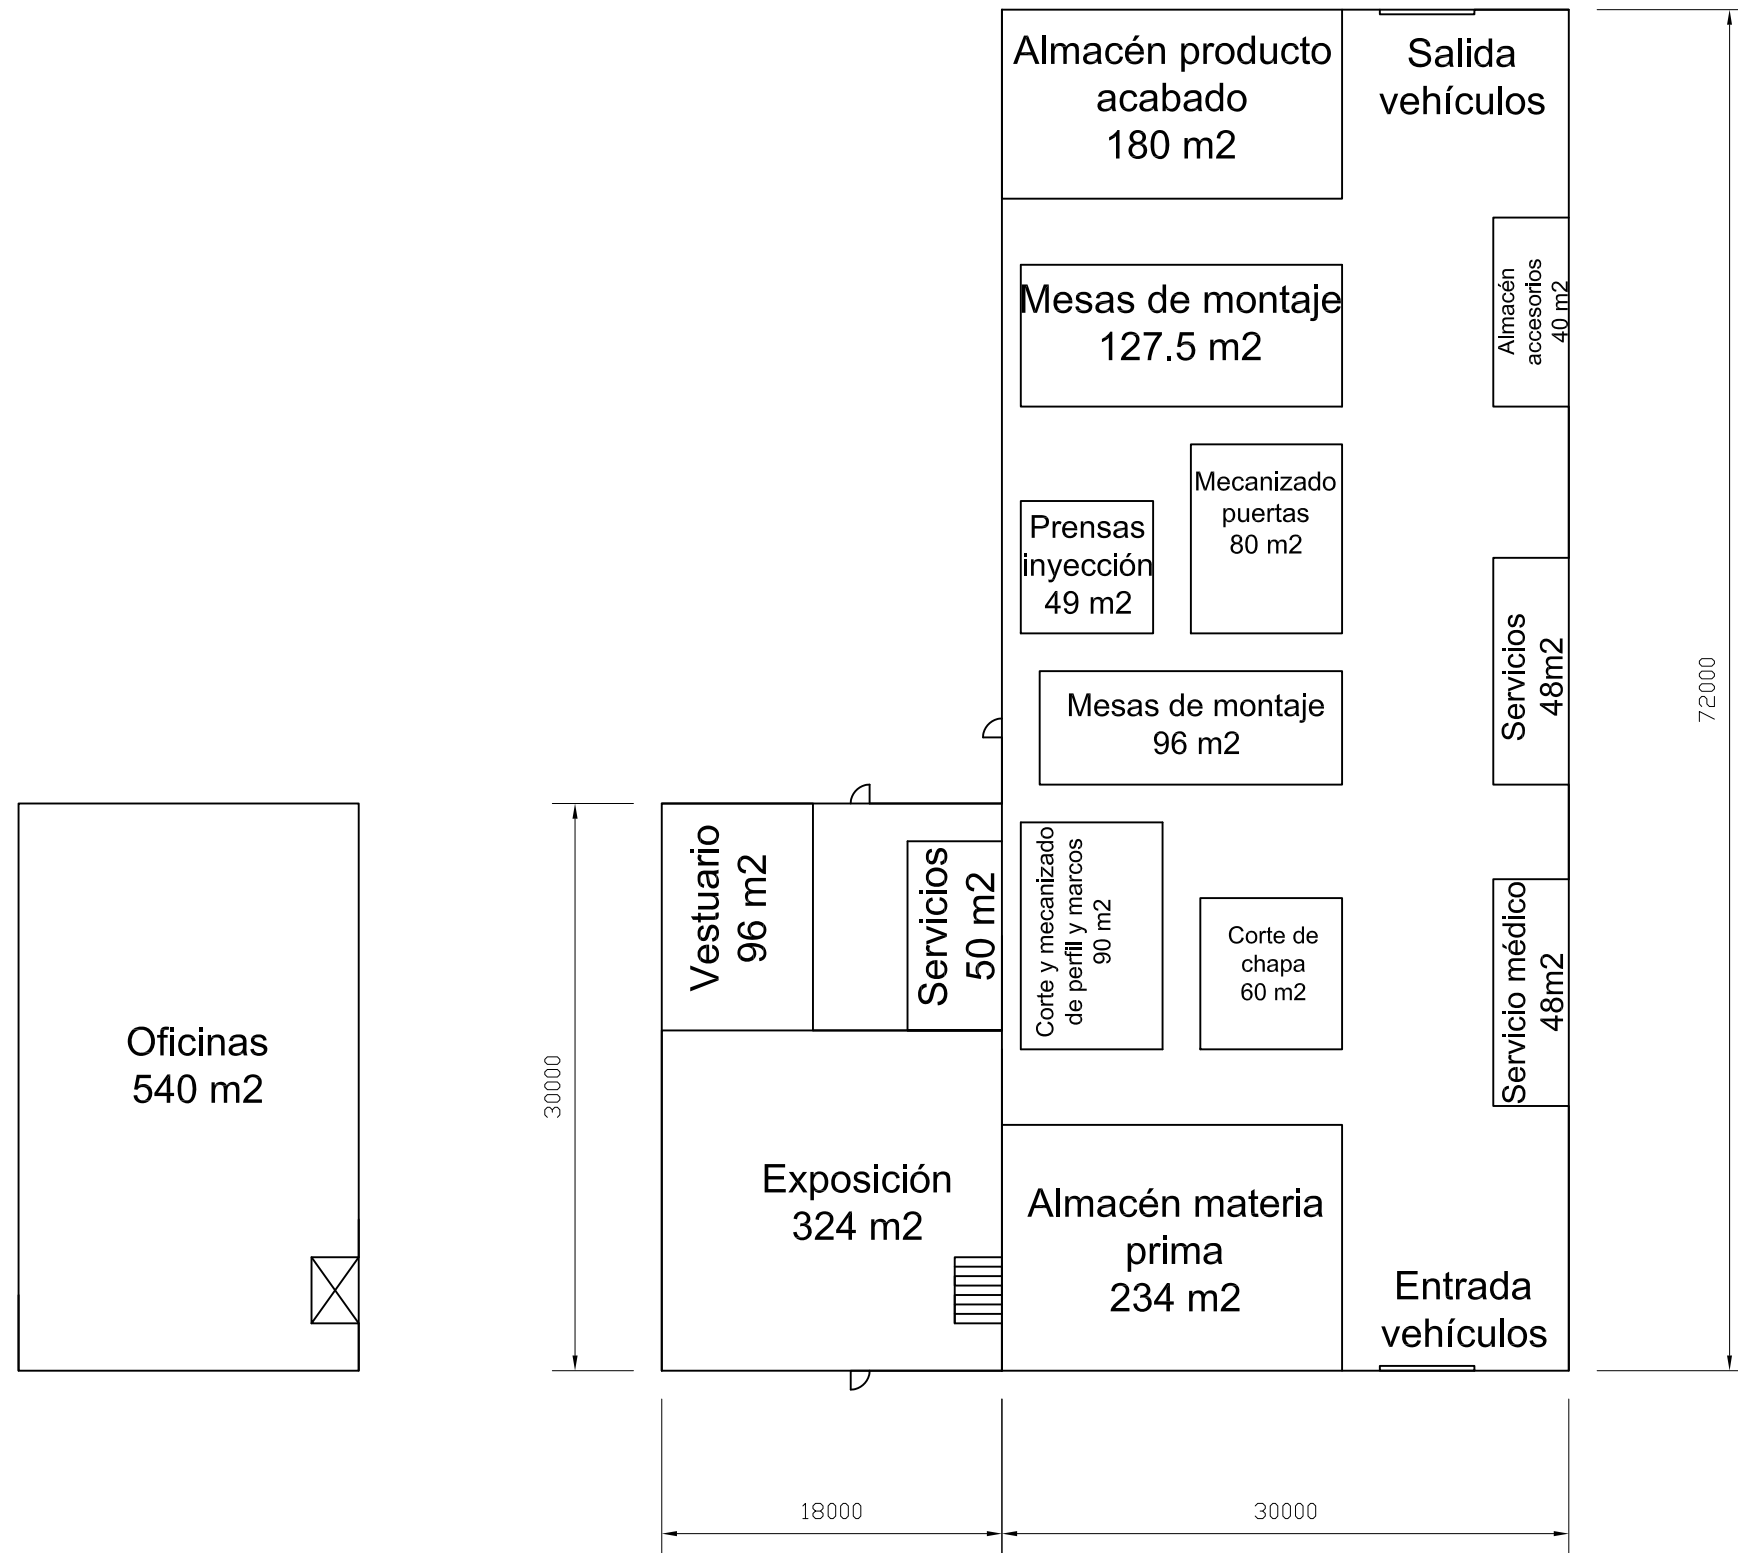 Almacén producto
acabado
180 m2
Salida
vehículos
Mesas de montaje
127.5 m2
Almacén
accesorios
40 m2
Mecanizado
puertas
80 m2
Prensas
inyección
49 m2
Servicios
48m2
Mesas de montaje
96 m2
72000
Vestuario
96 m2
Servicios
50 m2
Corte y mecanizado
de perfil y marcos
90 m2
Corte de
chapa
60 m2
Servicio médico
48m2
Oficinas
540 m2
30000
Exposición
324 m2
Almacén materia
prima
234 m2
Entrada
vehículos
18000
30000